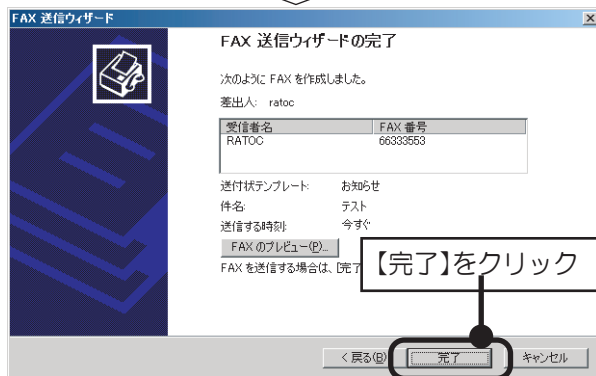 FAX 送信ウィザード
FAX 送信ウィザードの完了
次のように FAX を作成しました。
差出人: ratoc
受信者名 FAX 番号
RATOC 66333553
送付状テンプレート: お知らせ
件名: テスト
送信する時刻: 今すぐ
FAX のプレビュー(P)...
FAX を送信する場合は、[完了
【完了】をクリック
< 戻る(B) 完了 キャンセル